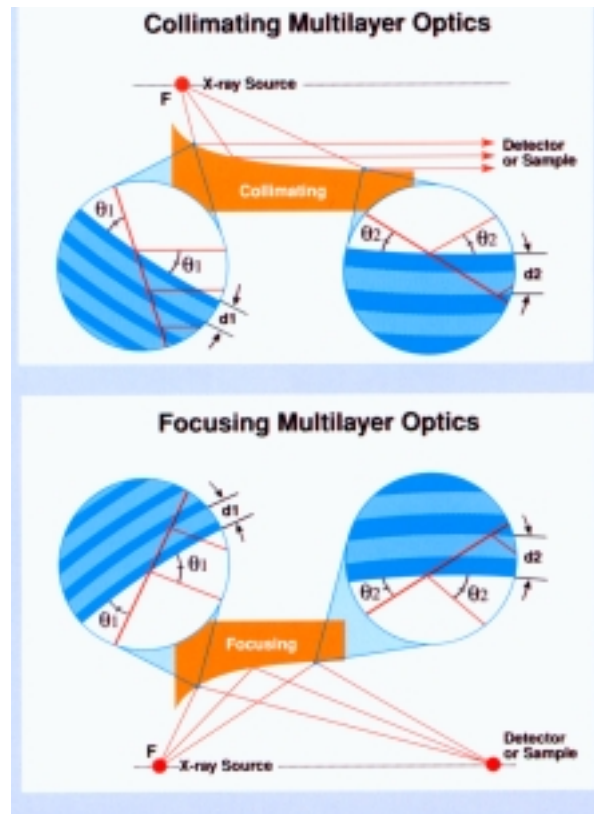 Collimating Multilayer Optics
X-ray Source
F
Detector
or Sample
Collimating
θ1
θ1
d1
θ2
θ2
d2
Focusing Multilayer Optics
d1
θ1
θ1
d2
θ2
θ2
Focusing
F
X-ray Source
Detector
or Sample